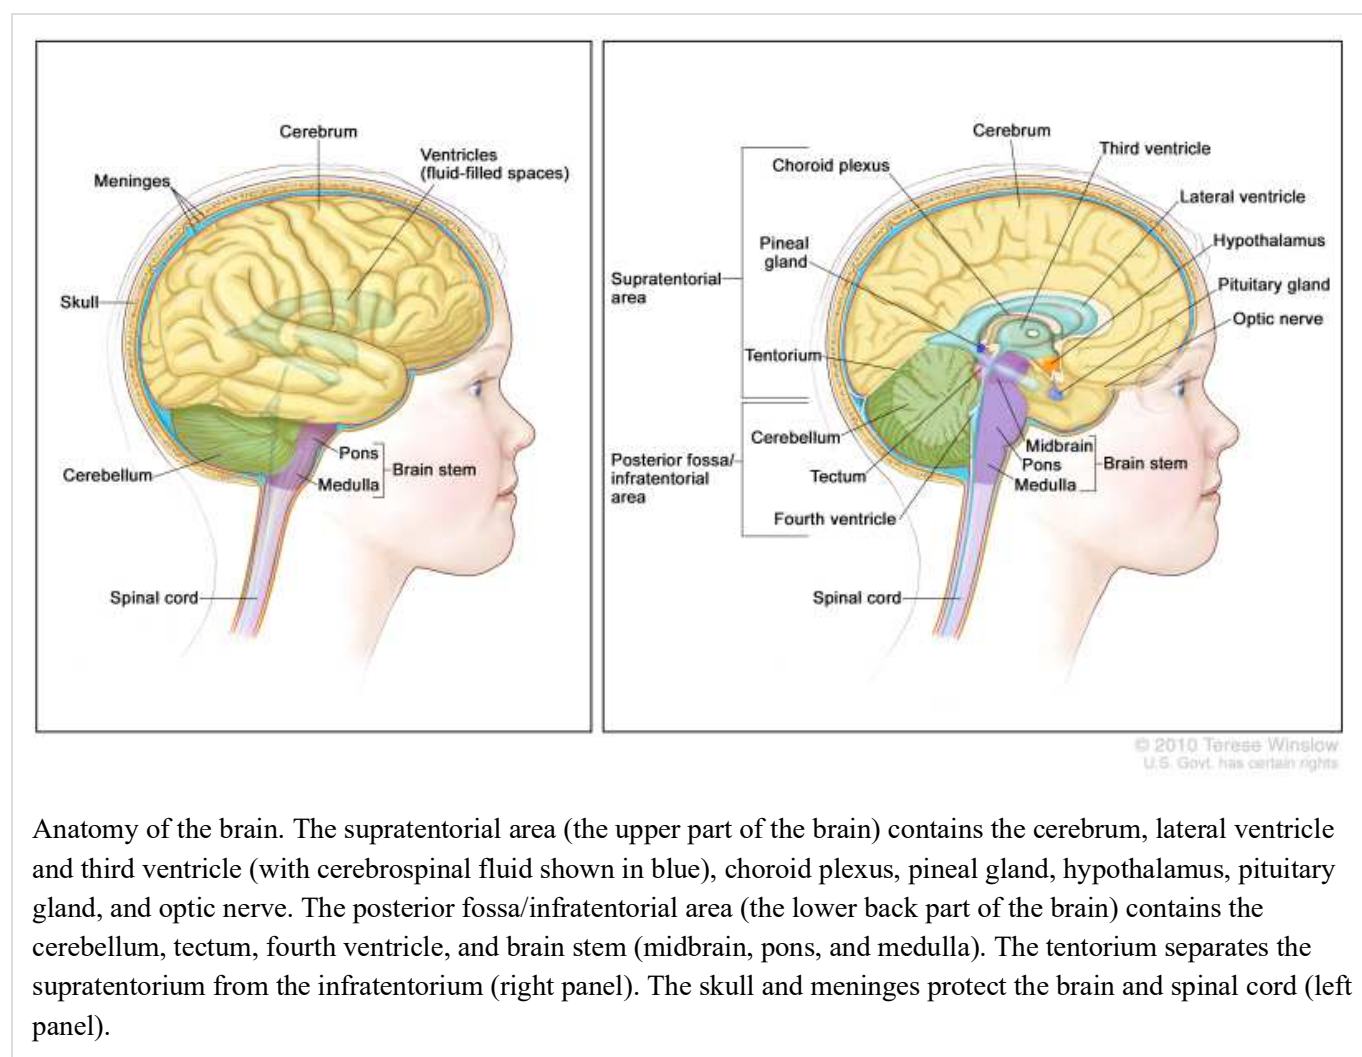 Cerebrum
Ventricles
(fluid-filled spaces)
Meninges
Skull
Pons
Brain stem
Medulla
Cerebellum
Spinal cord
Cerebrum
Third ventricle
Choroid plexus
Lateral ventricle
Hypothalamus
Pineal
gland
Supratentorial
area
Pituitary gland
Optic nerve
Tentorium
Cerebellum
Midbrain
Posterior fossa/
infratentorial
area
Pons
Brain stem
Tectum
Medulla
Fourth ventricle
Spinal cord
© 2010 Terese Winslow
U.S. Govt. has certain rights
Anatomy of the brain. The supratentorial area (the upper part of the brain) contains the cerebrum, lateral ventricle
and third ventricle (with cerebrospinal fluid shown in blue), choroid plexus, pineal gland, hypothalamus, pituitary
gland, and optic nerve. The posterior fossa/infratentorial area (the lower back part of the brain) contains the
cerebellum, tectum, fourth ventricle, and brain stem (midbrain, pons, and medulla). The tentorium separates the
supratentorium from the infratentorium (right panel). The skull and meninges protect the brain and spinal cord (left
panel).